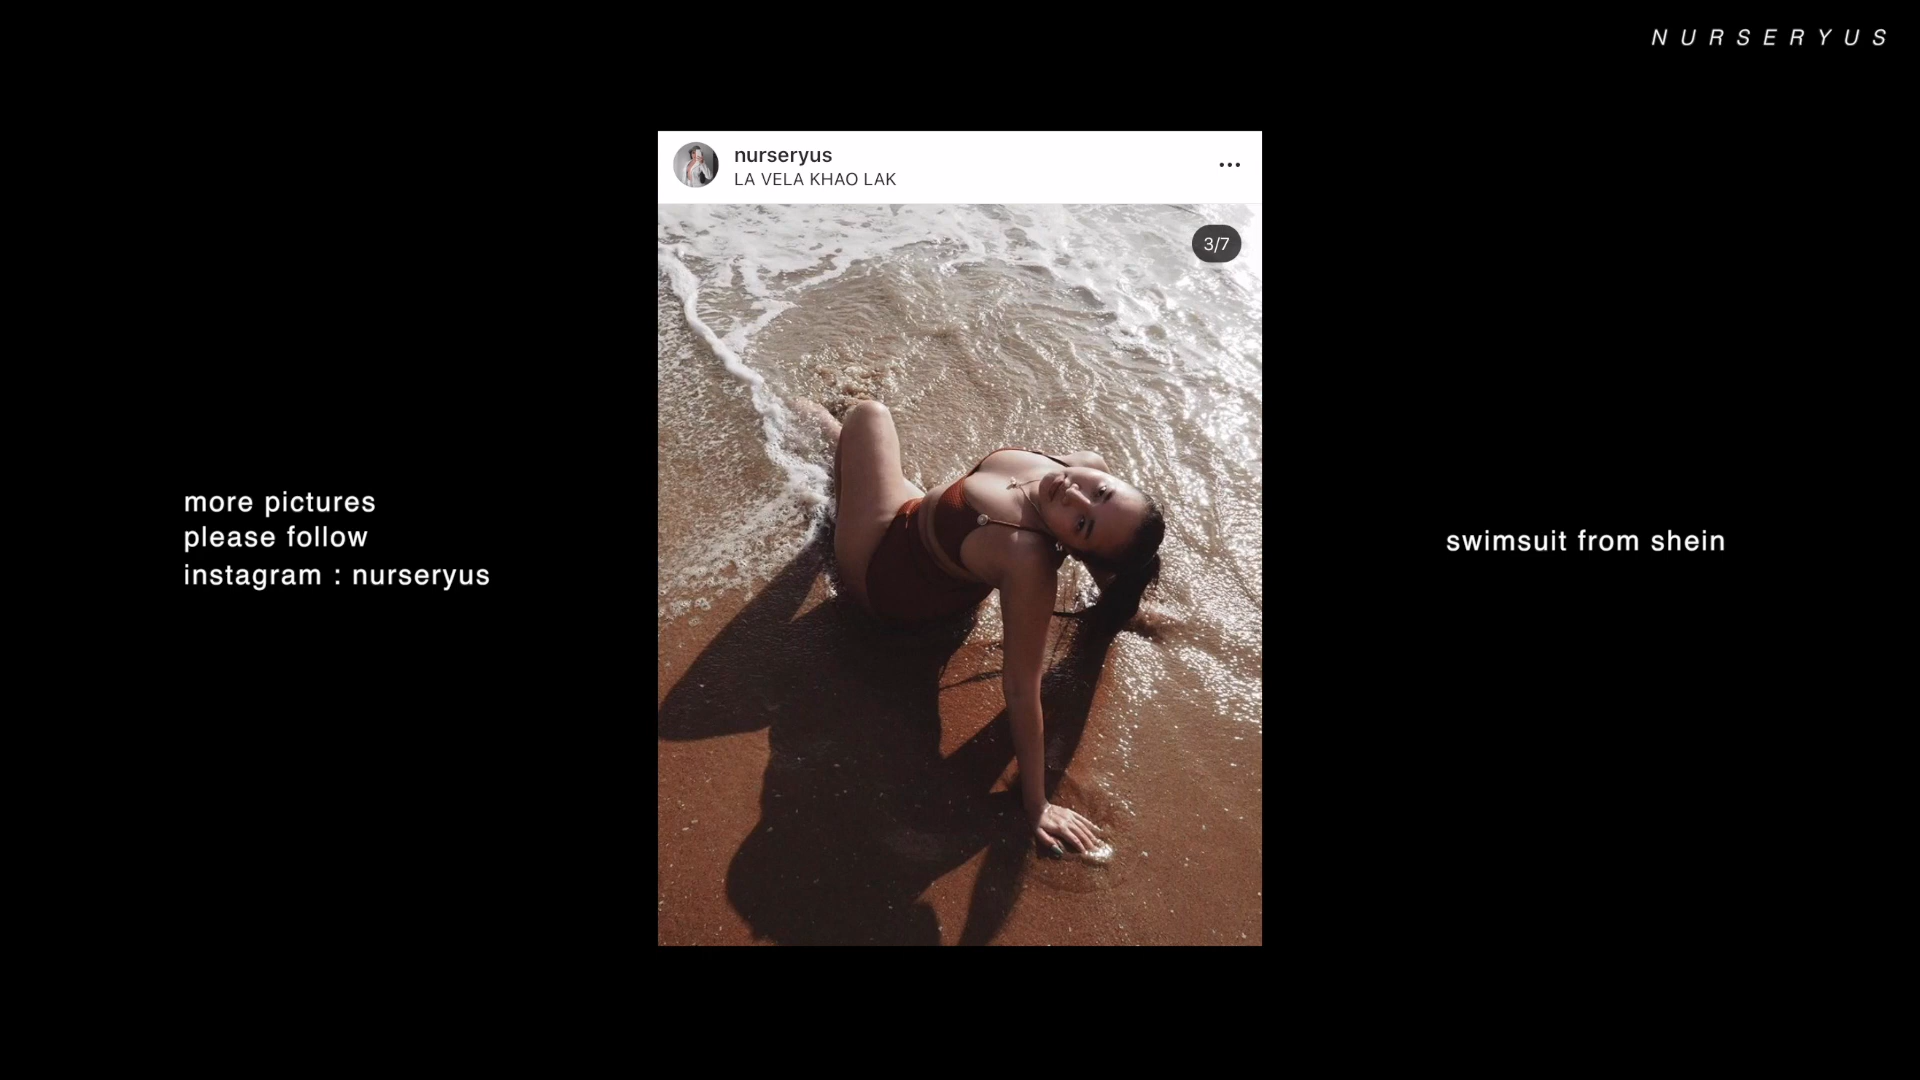 N U R S E R Y U S
nurseryus
LA VELA KHAO LAK
3/7
more pictures
please follow
instagram : nurseryus
swimsuit from shein